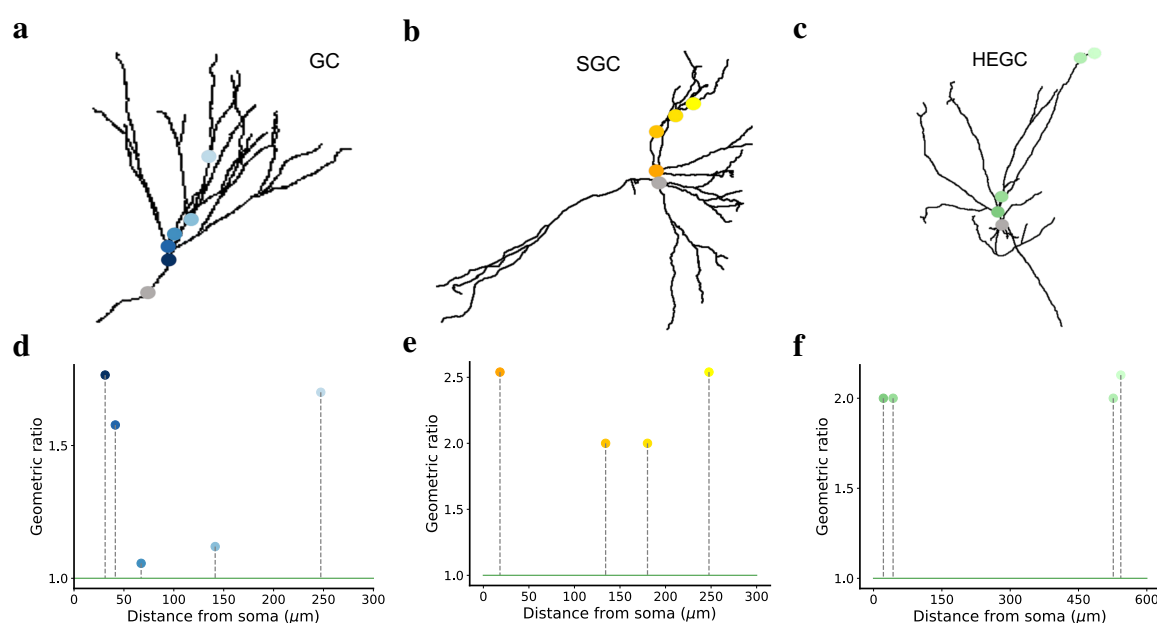 a
GC
b
SGC
c
HEGC
d
Geometric ratio
1.5
1.0
0
50
100
150
200
250
300
Distance from soma (μm)
e
Geometric ratio
2.5
2.0
1.5
1.0
0
50
100
150
200
250
300
Distance from soma (μm)
f
Geometric ratio
2.0
1.5
1.0
0
150
300
450
600
Distance from soma (μm)